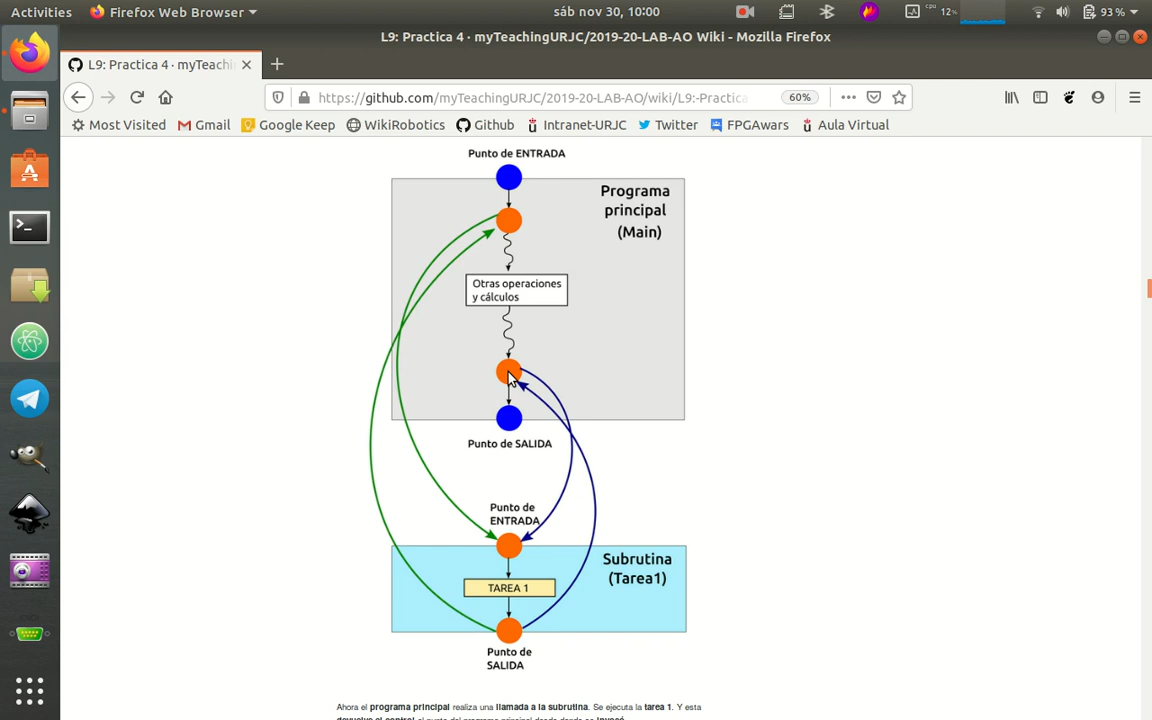 Activities
Firefox Web Browser
sáb nov 30, 10:00
cpu 12%
93 %
L9: Practica 4 · myTeachingURJC/2019-20-LAB-AO Wiki - Mozilla Firefox
L9: Practica 4 · myTeachi
https://github.com/myTeachingURJC/2019-20-LAB-AO/wiki/L9:-Practica
60%
Most Visited
Gmail
Google Keep
WikiRobotics
Github
Intranet-URJC
Twitter
FPGAwars
Aula Virtual
Punto de ENTRADA
Programa
principal
(Main)
Otras operaciones
y cálculos
Punto de SALIDA
Punto de
ENTRADA
Subrutina
(Tarea1)
TAREA 1
Punto de
SALIDA
Ahora el programa principal realiza una llamada a la subrutina. Se ejecuta la tarea 1. Y esta